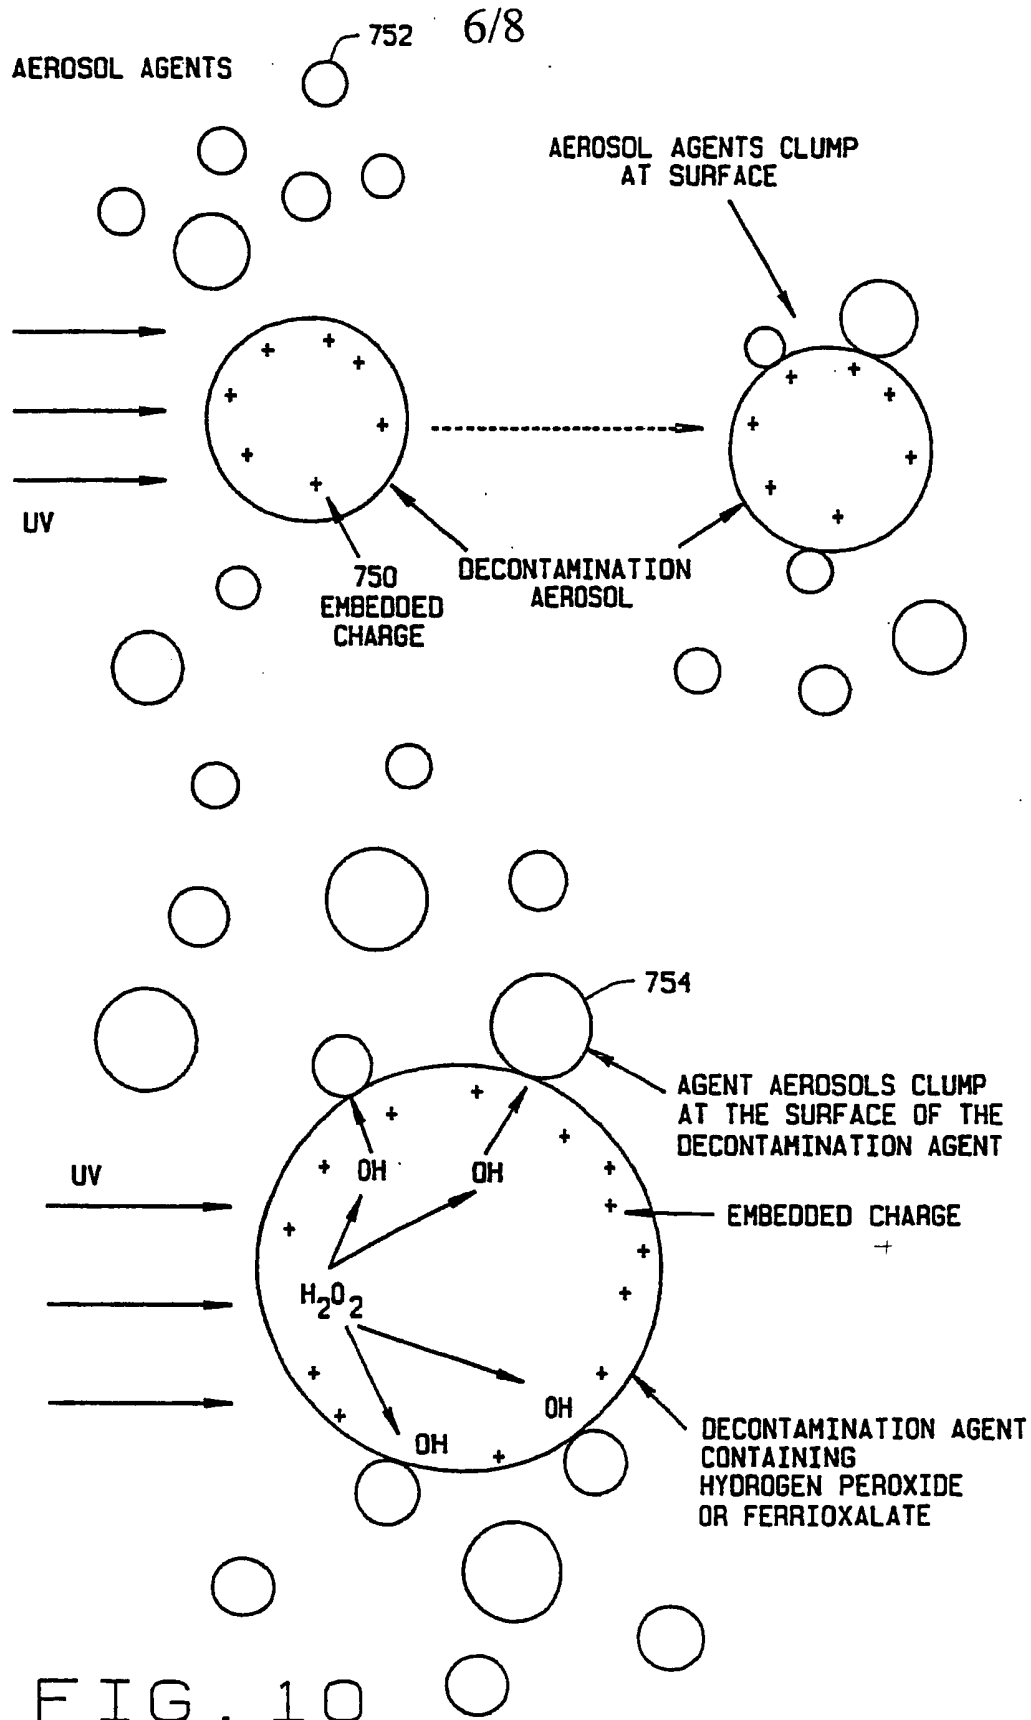 6/8
752
AEROSOL AGENTS
AEROSOL AGENTS CLUMP
AT SURFACE
+ + + + + + + +
+ + + + + + + +
UV
750
EMBEDDED
CHARGE
DECONTAMINATION
AEROSOL
754
AGENT AEROSOLS CLUMP
AT THE SURFACE OF THE
DECONTAMINATION AGENT
UV
OH
OH
EMBEDDED CHARGE
+ + + + + + + + + + + + + +
H2O2
OH
OH
DECONTAMINATION AGENT
CONTAINING
HYDROGEN PEROXIDE
OR FERRIOXALATE
FIG. 10